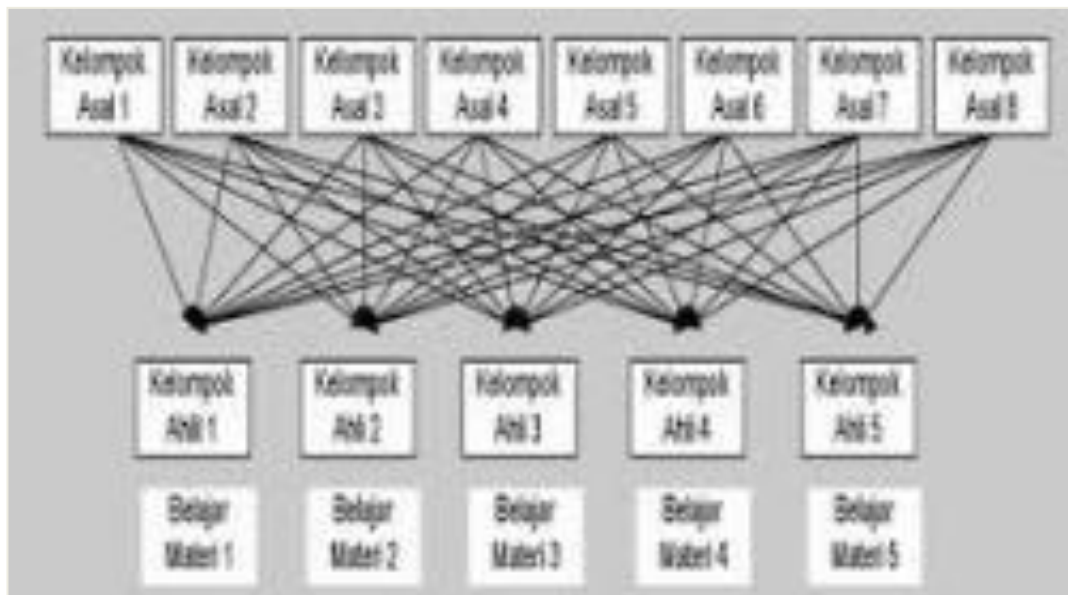 Kelompok
Asal 1
Kelompok
Asal 2
Kelompok
Asal 3
Kelompok
Asal 4
Kelompok
Asal 5
Kelompok
Asal 6
Kelompok
Asal 7
Kelompok
Asal 8
Kelompok
Ahli 1
Kelompok
Ahli 2
Kelompok
Ahli 3
Kelompok
Ahli 4
Kelompok
Ahli 5
Belajar
Materi 1
Belajar
Materi 2
Belajar
Materi 3
Belajar
Materi 4
Belajar
Materi 5